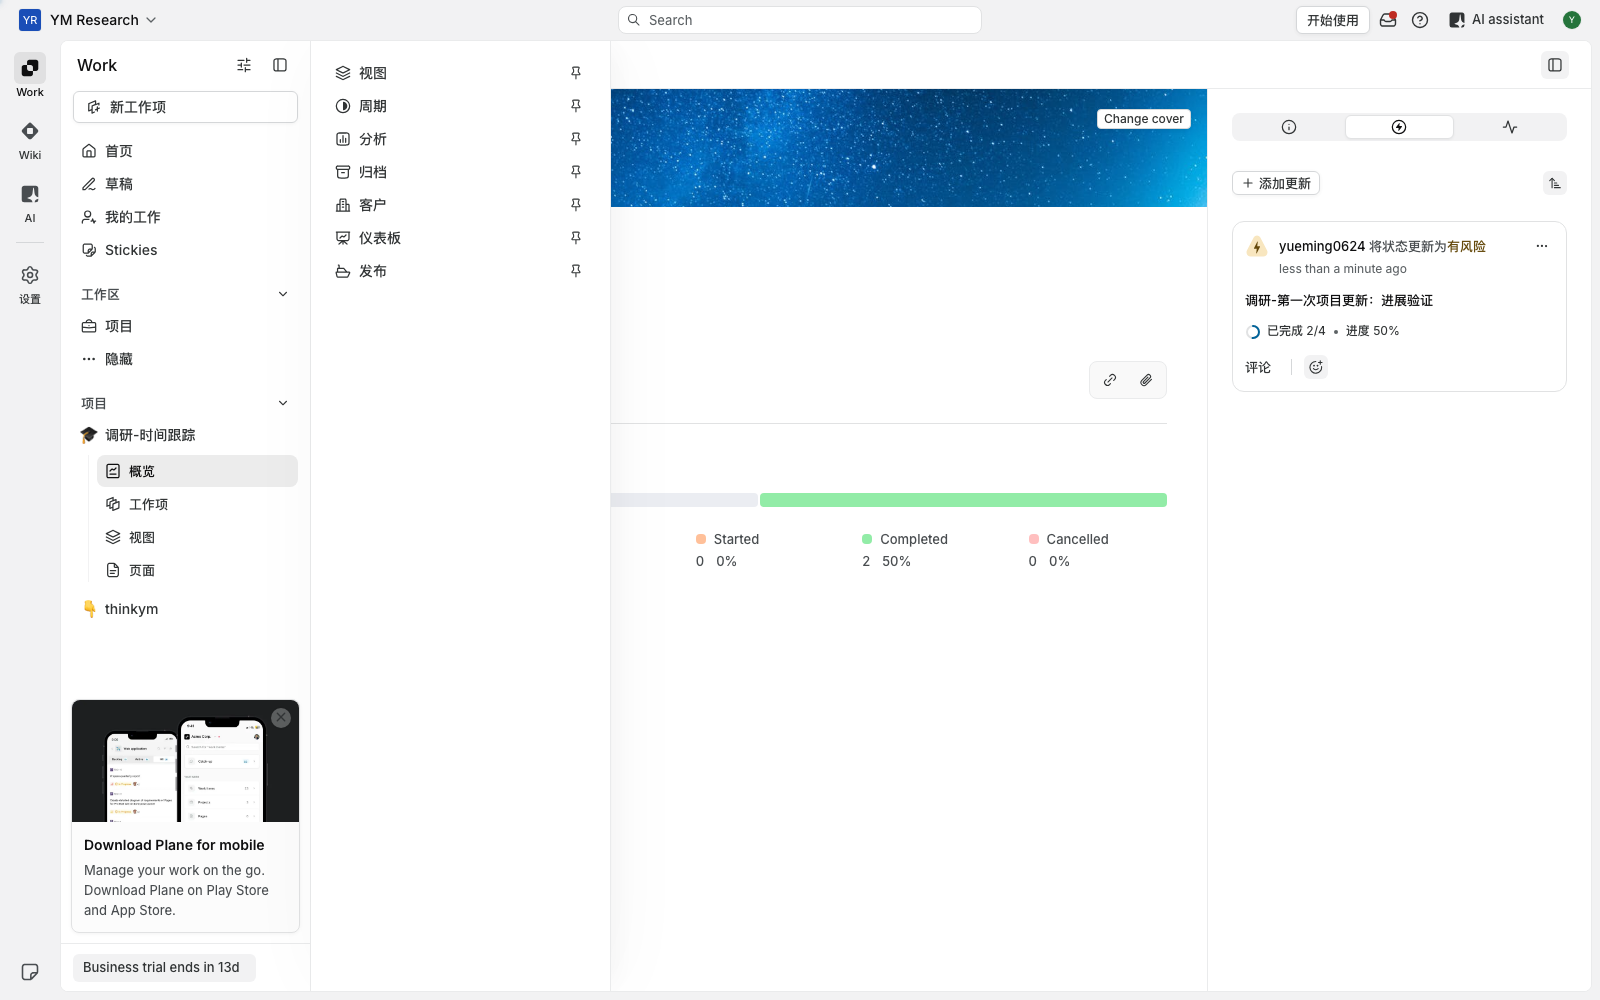 YR YM Research
Search
开始使用
AI assistant
Y
Work
Wiki
AI
设置
Work
新工作项
首页
草稿
我的工作
Stickies
工作区
项目
隐藏
项目
调研-时间跟踪
概览
工作项
视图
页面
thinkym
Download Plane for mobile
Manage your work on the go.
Download Plane on Play Store
and App Store.
Business trial ends in 13d
视图
周期
分析
归档
客户
仪表板
发布
Change cover
Started
0 0%
Completed
2 50%
Cancelled
0 0%
添加更新
yueming0624 将状态更新为有风险
less than a minute ago
调研-第一次项目更新：进展验证
已完成 2/4 • 进度 50%
评论